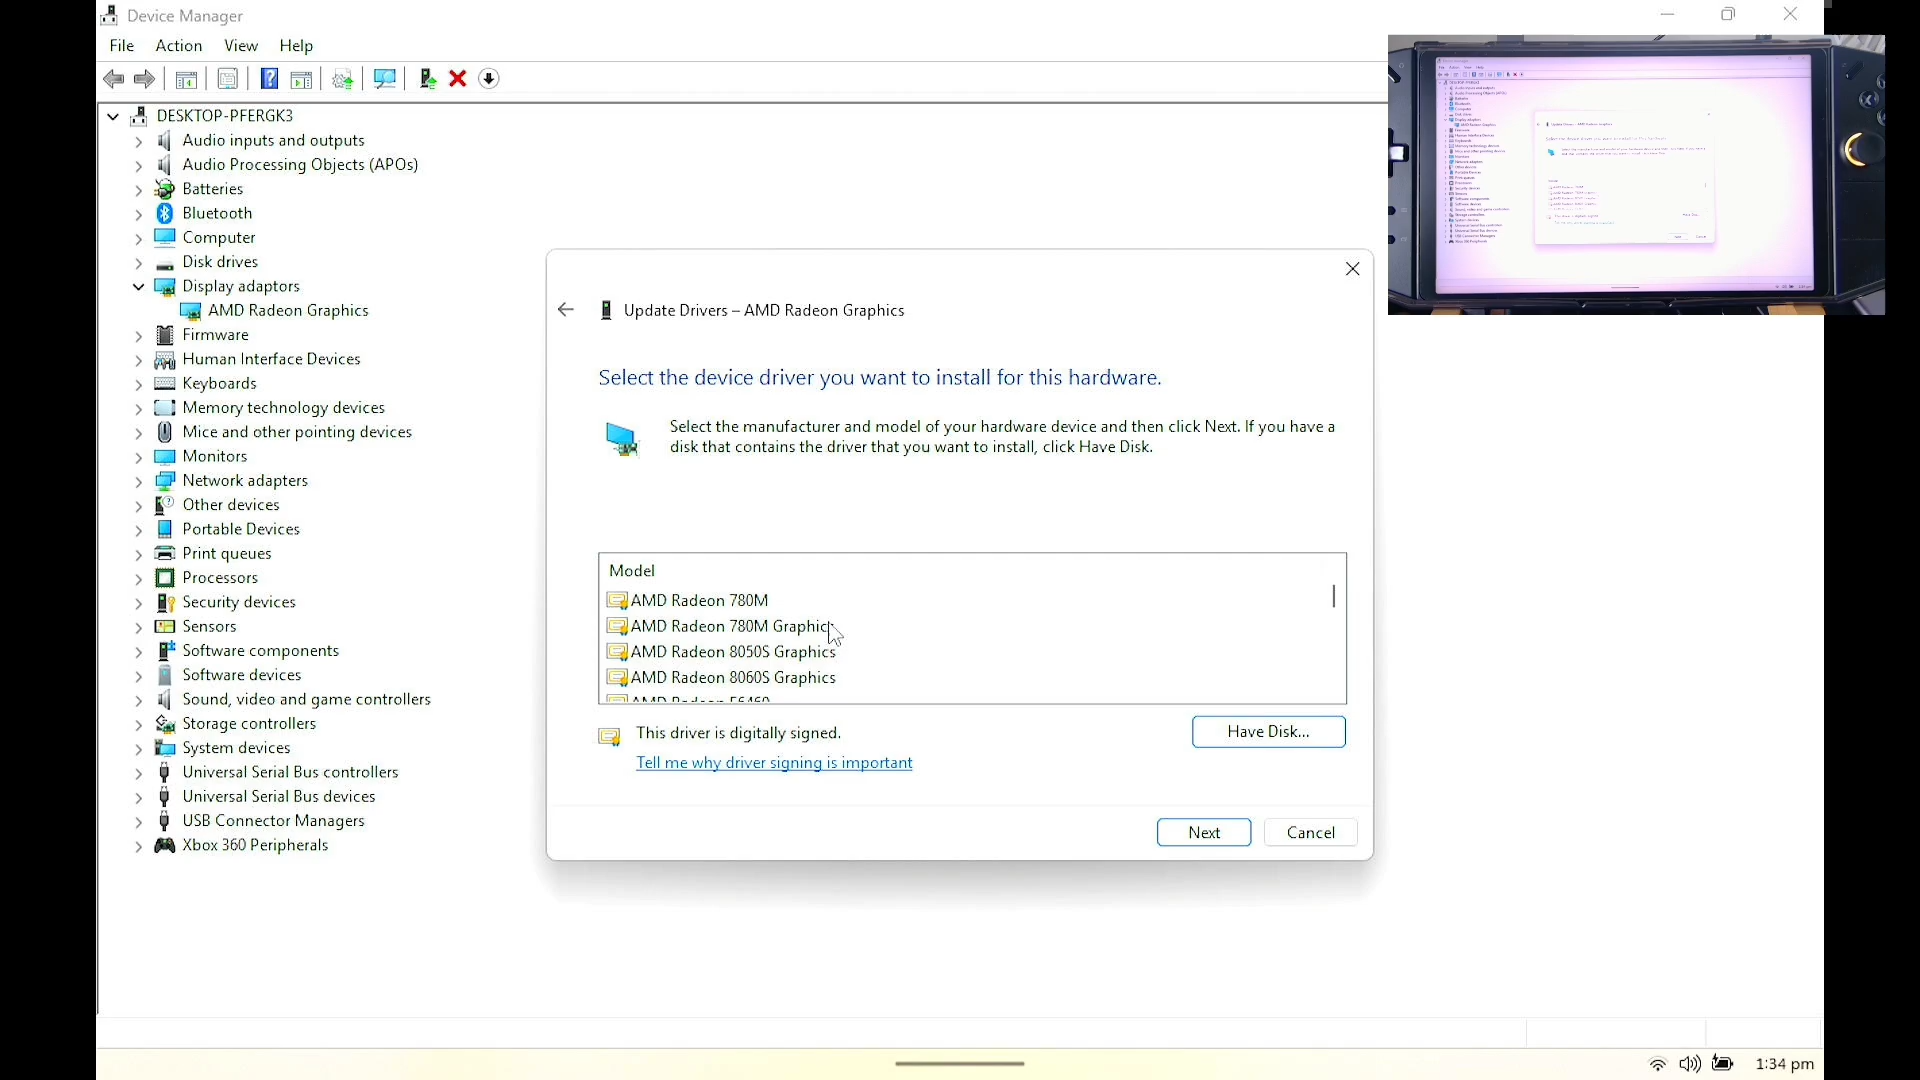 Device Manager
File Action View Help
DESKTOP-PFERGK3
Audio inputs and outputs
Audio Processing Objects (APOs)
Batteries
Bluetooth
Computer
Disk drives
Display adaptors
AMD Radeon Graphics
Firmware
Human Interface Devices
Keyboards
Memory technology devices
Mice and other pointing devices
Monitors
Network adapters
Other devices
Portable Devices
Print queues
Processors
Security devices
Sensors
Software components
Software devices
Sound, video and game controllers
Storage controllers
System devices
Universal Serial Bus controllers
Universal Serial Bus devices
USB Connector Managers
Xbox 360 Peripherals
Update Drivers – AMD Radeon Graphics
Select the device driver you want to install for this hardware.
Select the manufacturer and model of your hardware device and then click Next. If you have a
disk that contains the driver that you want to install, click Have Disk.
Model
AMD Radeon 780M
AMD Radeon 780M Graphics
AMD Radeon 8050S Graphics
AMD Radeon 8060S Graphics
AMD Radeon
This driver is digitally signed.
Have Disk...
Tell me why driver signing is important
Next
Cancel
1:34 pm